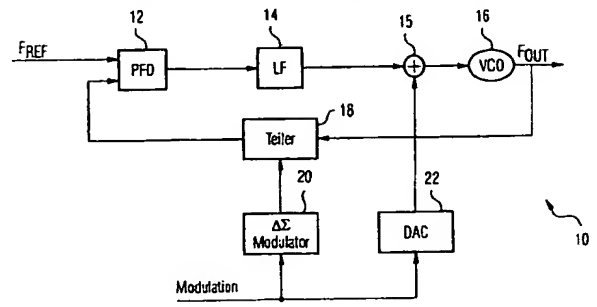 12
14
15
16
F_REF
PFD
LF
+
VCO
F_OUT
18
Teiler
20
22
ΔΣ
Modulator
DAC
10
Modulation